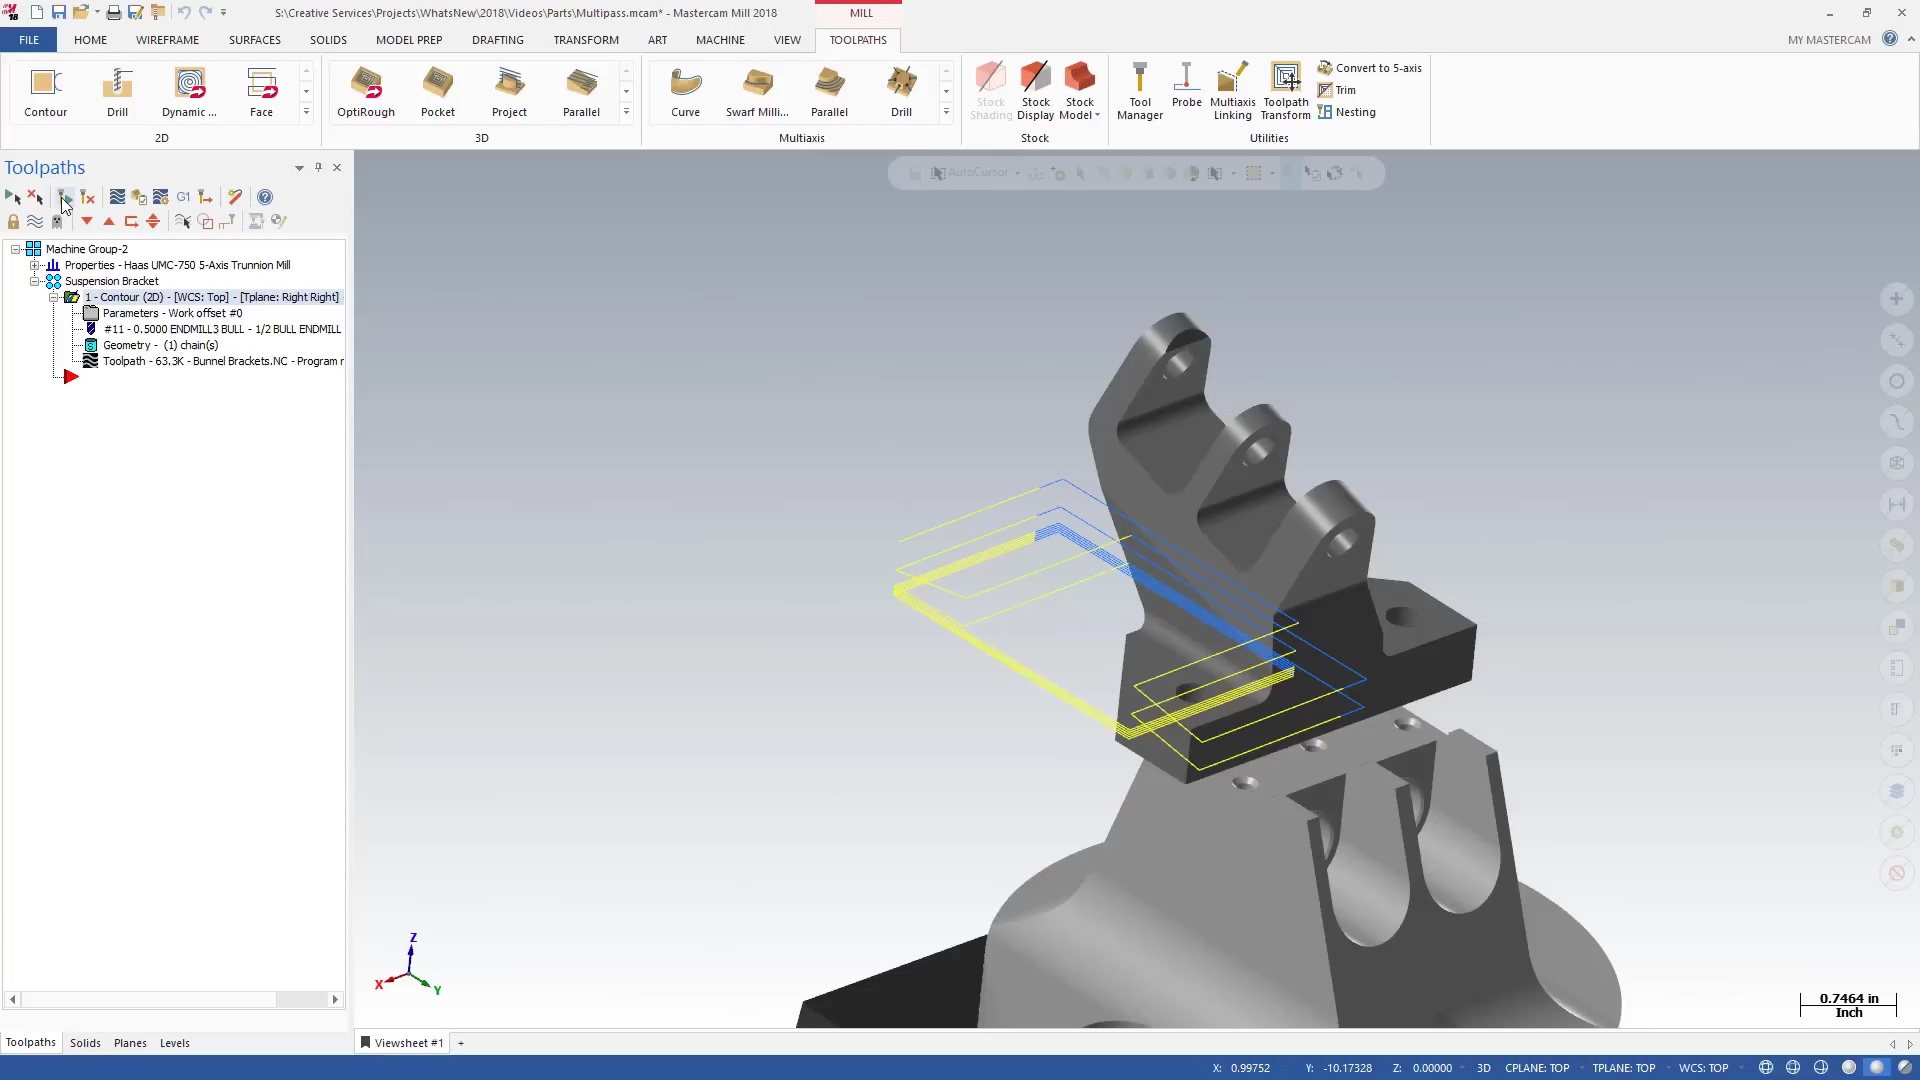 S:\Creative Services\Projects\WhatsNew\2018\Videos\Parts\Multipass.mcam* - Mastercam Mill 2018
MILL
FILE HOME WIREFRAME SURFACES SOLIDS MODEL PREP DRAFTING TRANSFORM ART MACHINE VIEW TOOLPATHS MY MASTERCAM
Contour Drill Dynamic ... Face
2D
OptiRough Pocket Project Parallel
3D
Curve Swarf Milli... Parallel Drill
Multiaxis
Stock Shading Stock Display Stock Model
Stock
Tool Manager Probe Multiaxis Linking Toolpath Transform
Convert to 5-axis
Trim
Nesting
Utilities
Toolpaths
AutoCursor
G1
Machine Group-2
Properties - Haas UMC-750 5-Axis Trunnion Mill
Suspension Bracket
1 - Contour (2D) - [WCS: Top] - [Tplane: Right Right]
Parameters - Work offset #0
#11 - 0.5000 ENDMILL3 BULL - 1/2 BULL ENDMILL
Geometry - (1) chain(s)
Toolpath - 63.3K - Bunnel Brackets.NC - Program r
Z
X
Y
0.7464 in
Inch
Toolpaths Solids Planes Levels
Viewsheet #1 +
X: 0.99752 Y: -10.17328 Z: 0.00000 3D CPLANE: TOP TPLANE: TOP WCS: TOP